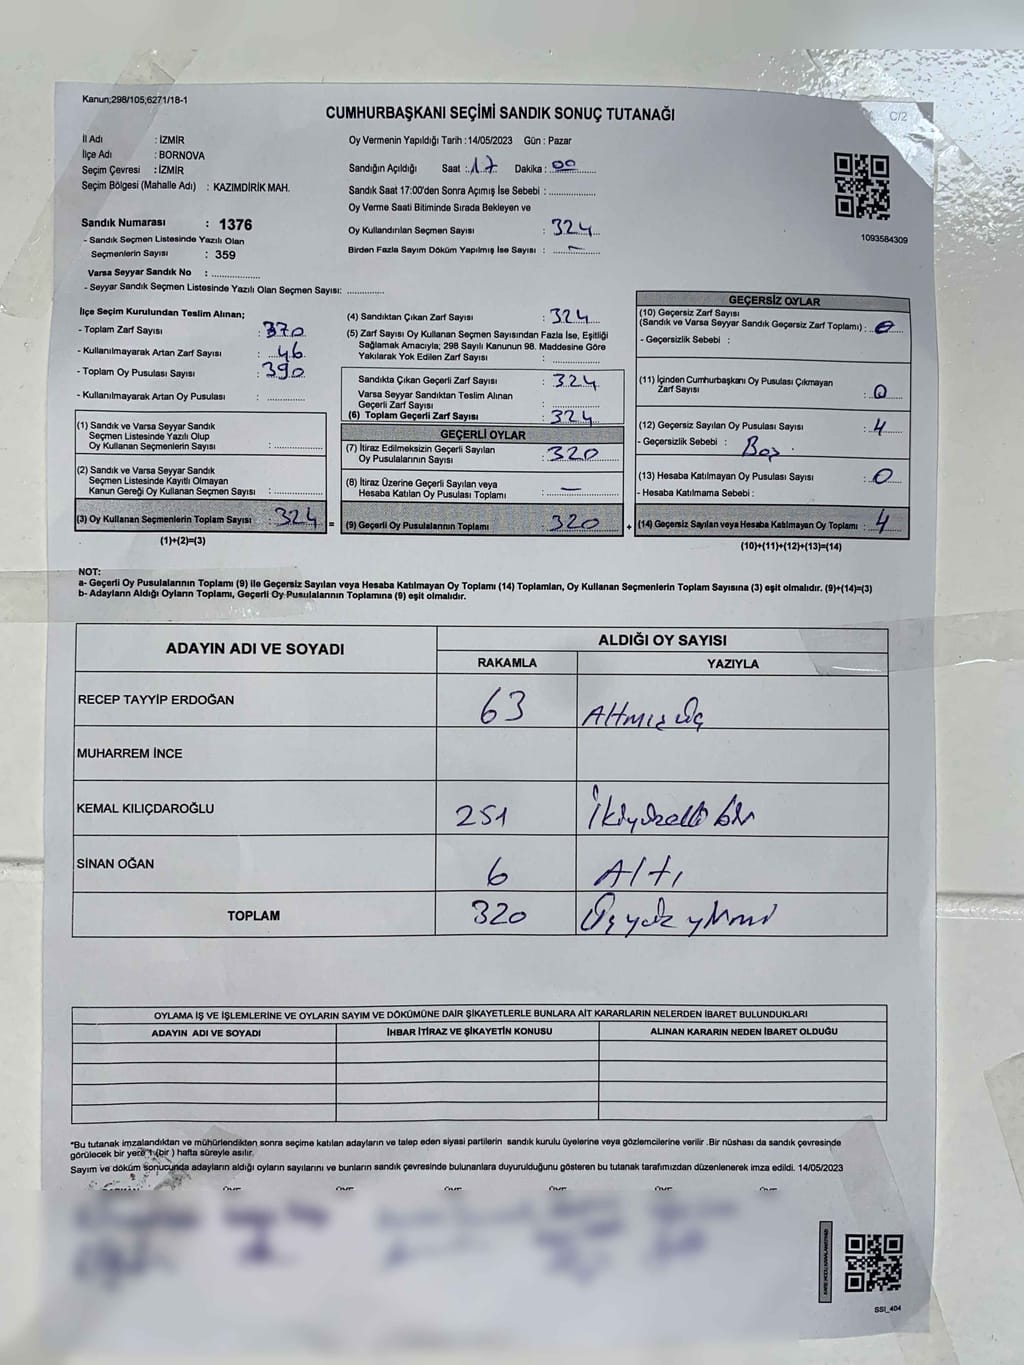 Kanun;298/105,6271/18-1
CUMHURBAŞKANI SEÇİMİ SANDIK SONUÇ TUTANAĞI
C/2
İl Adı : İZMİR
İlçe Adı : BORNOVA
Seçim Çevresi : İZMİR
Seçim Bölgesi (Mahalle Adı) : KAZIMDİRİK MAH.
Sandık Numarası : 1376
- Sandık Seçmen Listesinde Yazılı Olan
Seçmenlerin Sayısı : 359
Varsa Seyyar Sandık No : ..............
- Seyyar Sandık Seçmen Listesinde Yazılı Olan Seçmen Sayısı: ............
Oy Vermenin Yapıldığı Tarih : 14/05/2023 Gün : Pazar
Sandığın Açıldığı Saat : 17 Dakika : 00
Sandık Saat 17:00'den Sonra Açımış İse Sebebi : ..............
Oy Verme Saati Bitiminde Sırada Bekleyen ve
Oy Kullandırılan Seçmen Sayısı : 324
Birden Fazla Sayım Döküm Yapılmış İse Sayısı : –
1093584309
İlçe Seçim Kurulundan Teslim Alınan;
- Toplam Zarf Sayısı : 370
- Kullanılmayarak Artan Zarf Sayısı : 46
- Toplam Oy Pusulası Sayısı : 390
- Kullanılmayarak Artan Oy Pusulası : ............
(1) Sandık ve Varsa Seyyar Sandık
Seçmen Listesinde Yazılı Olup
Oy Kullanan Seçmenlerin Sayısı : ..............
(2) Sandık ve Varsa Seyyar Sandık
Seçmen Listesinde Kayıtlı Olmayan
Kanun Gereği Oy Kullanan Seçmen Sayısı : ..............
(3) Oy Kullanan Seçmenlerin Toplam Sayısı 324
(1)+(2)=(3)
(4) Sandıktan Çıkan Zarf Sayısı : 324
(5) Zarf Sayısı Oy Kullanan Seçmen Sayısından Fazla İse, Eşitliği
Sağlamak Amacıyla; 298 Sayılı Kanunun 98. Maddesine Göre
Yakılarak Yok Edilen Zarf Sayısı : ..............
Sandıkta Çıkan Geçerli Zarf Sayısı : 324
Varsa Seyyar Sandıktan Teslim Alınan
Geçerli Zarf Sayısı : ..............
(6) Toplam Geçerli Zarf Sayısı : 324
GEÇERLİ OYLAR
(7) İtiraz Edilmeksizin Geçerli Sayılan
Oy Pusulalarının Sayısı : 320
(8) İtiraz Üzerine Geçerli Sayılan veya
Hesaba Katılan Oy Pusulası Toplamı : –
= (9) Geçerli Oy Pusulalarının Toplamı : 320
GEÇERSİZ OYLAR
(10) Geçersiz Zarf Sayısı
(Sandık ve Varsa Seyyar Sandık Geçersiz Zarf Toplamı) : 0
- Geçersizlik Sebebi :
(11) İçinden Cumhurbaşkanı Oy Pusulası Çıkmayan
Zarf Sayısı : 0
(12) Geçersiz Sayılan Oy Pusulası Sayısı : 4
- Geçersizlik Sebebi : Boş.
(13) Hesaba Katılmayan Oy Pusulası Sayısı : 0
- Hesaba Katılmama Sebebi :
+ (14) Geçersiz Sayılan veya Hesaba Katılmayan Oy Toplamı : 4
(10)+(11)+(12)+(13)=(14)
NOT:
a- Geçerli Oy Pusulalarının Toplamı (9) ile Geçersiz Sayılan veya Hesaba Katılmayan Oy Toplamı (14) Toplamları, Oy Kullanan Seçmenlerin Toplam Sayısına (3) eşit olmalıdır. (9)+(14)=(3)
b- Adayların Aldığı Oyların Toplamı, Geçerli Oy Pusulalarının Toplamına (9) eşit olmalıdır.
ADAYIN ADI VE SOYADI
ALDIĞI OY SAYISI
RAKAMLA YAZIYLA
RECEP TAYYİP ERDOĞAN 63 Altmış üç
MUHARREM İNCE
KEMAL KILIÇDAROĞLU 251 İkiyüzelli bir
SİNAN OĞAN 6 Altı
TOPLAM 320 Üçyüz yirmi
OYLAMA İŞ VE İŞLEMLERİNE VE OYLARIN SAYIM VE DÖKÜMÜNE DAİR ŞİKAYETLERLE BUNLARA AİT KARARLARIN NELERDEN İBARET BULUNDUKLARI
ADAYIN ADI VE SOYADI İHBAR İTİRAZ VE ŞİKAYETİN KONUSU ALINAN KARARIN NEDEN İBARET OLDUĞU
*Bu tutanak imzalandıktan ve mühürlendikten sonra seçime katılan adayların ve talep eden siyasi partilerin sandık kurulu üyelerine veya gözlemcilerine verilir .Bir nüshası da sandık çevresinde
görülecek bir yere 1 (bir ) hafta süreyle asılır.
Sayım ve döküm sonucunda adayların aldığı oyların sayılarını ve bunların sandık çevresinde bulunanlara duyurulduğunu gösteren bu tutanak tarafımızdan düzenlenerek imza edildi. 14/05/2023
SSI_404